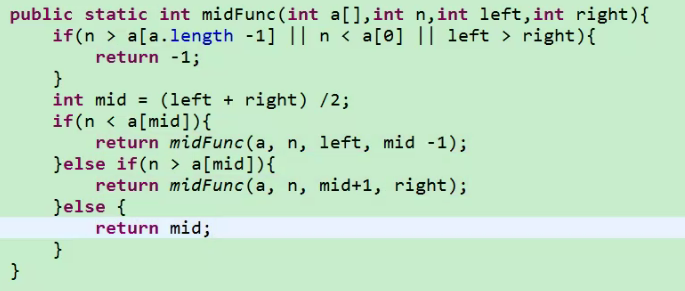 public static int midFunc(int a[],int n,int left,int right){
    if(n > a[a.length -1] || n < a[0] || left > right){
        return -1;
    }
    int mid = (left + right) /2;
    if(n < a[mid]){
        return midFunc(a, n, left, mid -1);
    }else if(n > a[mid]){
        return midFunc(a, n, mid+1, right);
    }else {
        return mid;
    }
}